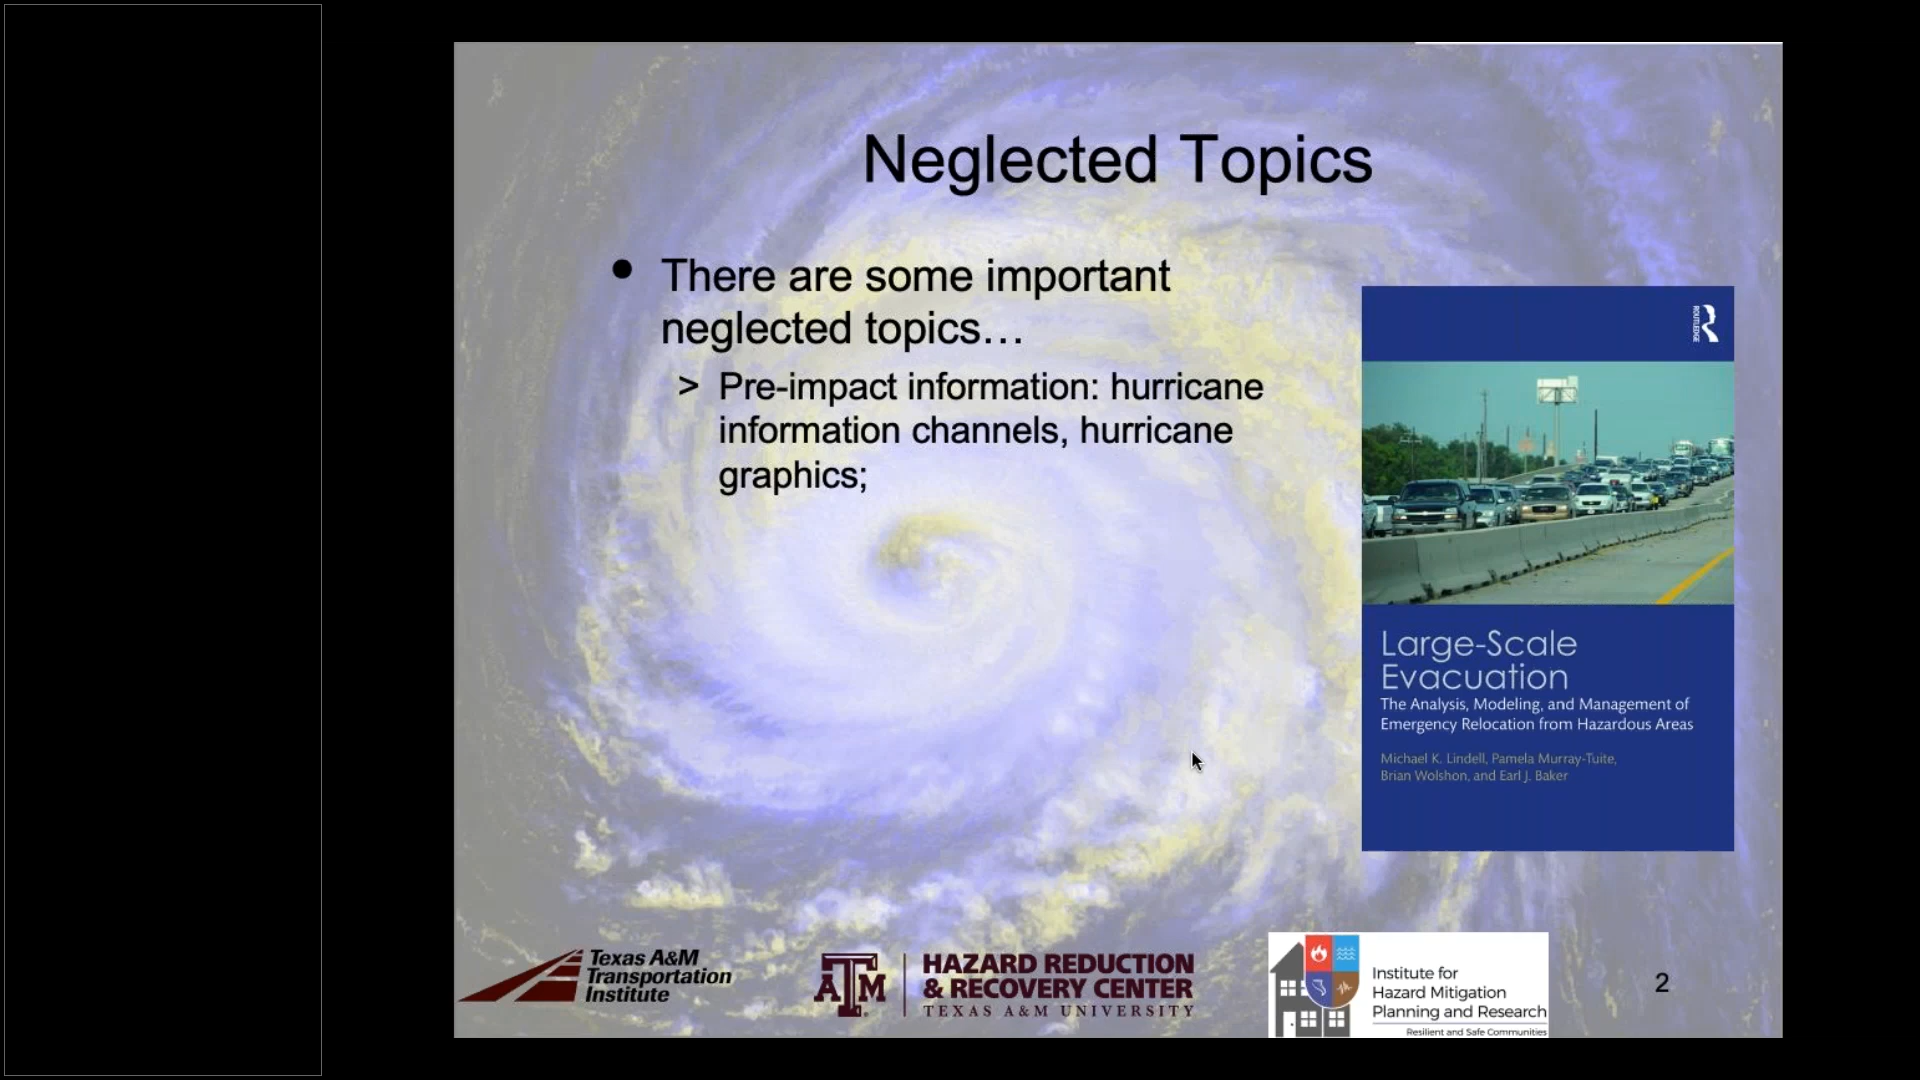 Neglected Topics
• There are some important
neglected topics…
> Pre-impact information: hurricane
information channels, hurricane
graphics;
ROUTLEDGE
Large-Scale
Evacuation
The Analysis, Modeling, and Management of
Emergency Relocation from Hazardous Areas
Michael K. Lindell, Pamela Murray-Tuite,
Brian Wolshon, and Earl J. Baker
Texas A&M
Transportation
Institute
ATM
HAZARD REDUCTION
& RECOVERY CENTER
TEXAS A&M UNIVERSITY
Institute for
Hazard Mitigation
Planning and Research
Resilient and Safe Communities
2